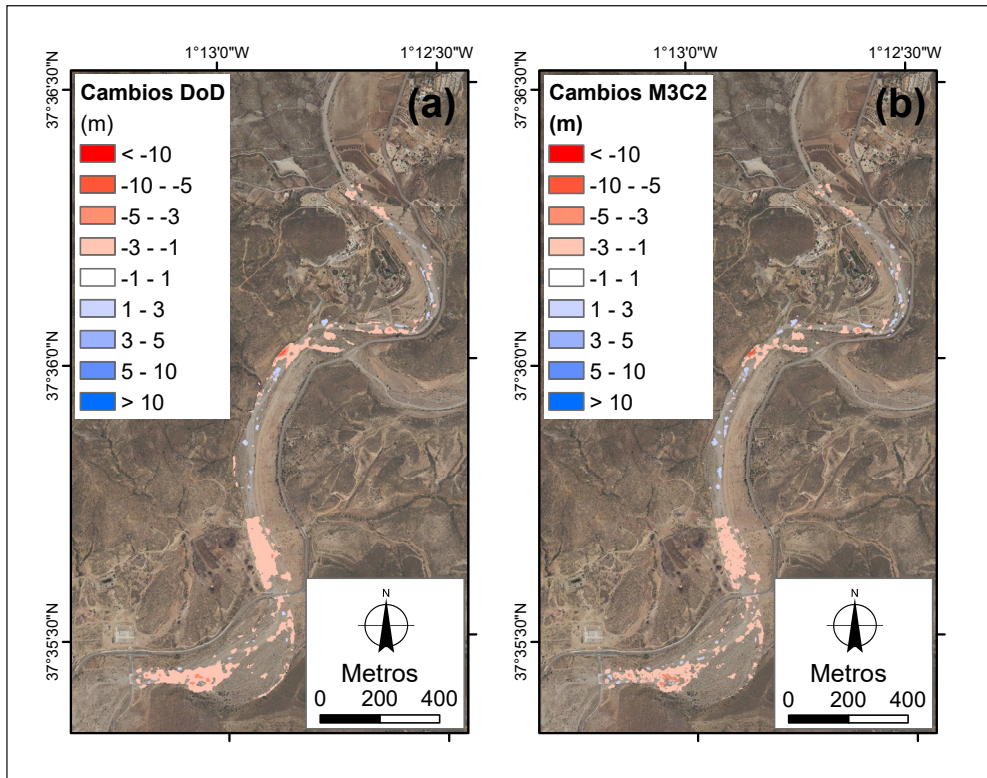 1°13'0"W
1°12'30"W
1°13'0"W
1°12'30"W
37°36'30"N
37°36'0"N
37°35'30"N
Cambios DoD
(m)
< -10
-10 - -5
-5 - -3
-3 - -1
-1 - 1
1 - 3
3 - 5
5 - 10
> 10
(a)
N
Metros
0 200 400
37°36'30"N
37°36'0"N
37°35'30"N
Cambios M3C2
(m)
< -10
-10 - -5
-5 - -3
-3 - -1
-1 - 1
1 - 3
3 - 5
5 - 10
> 10
(b)
N
Metros
0 200 400